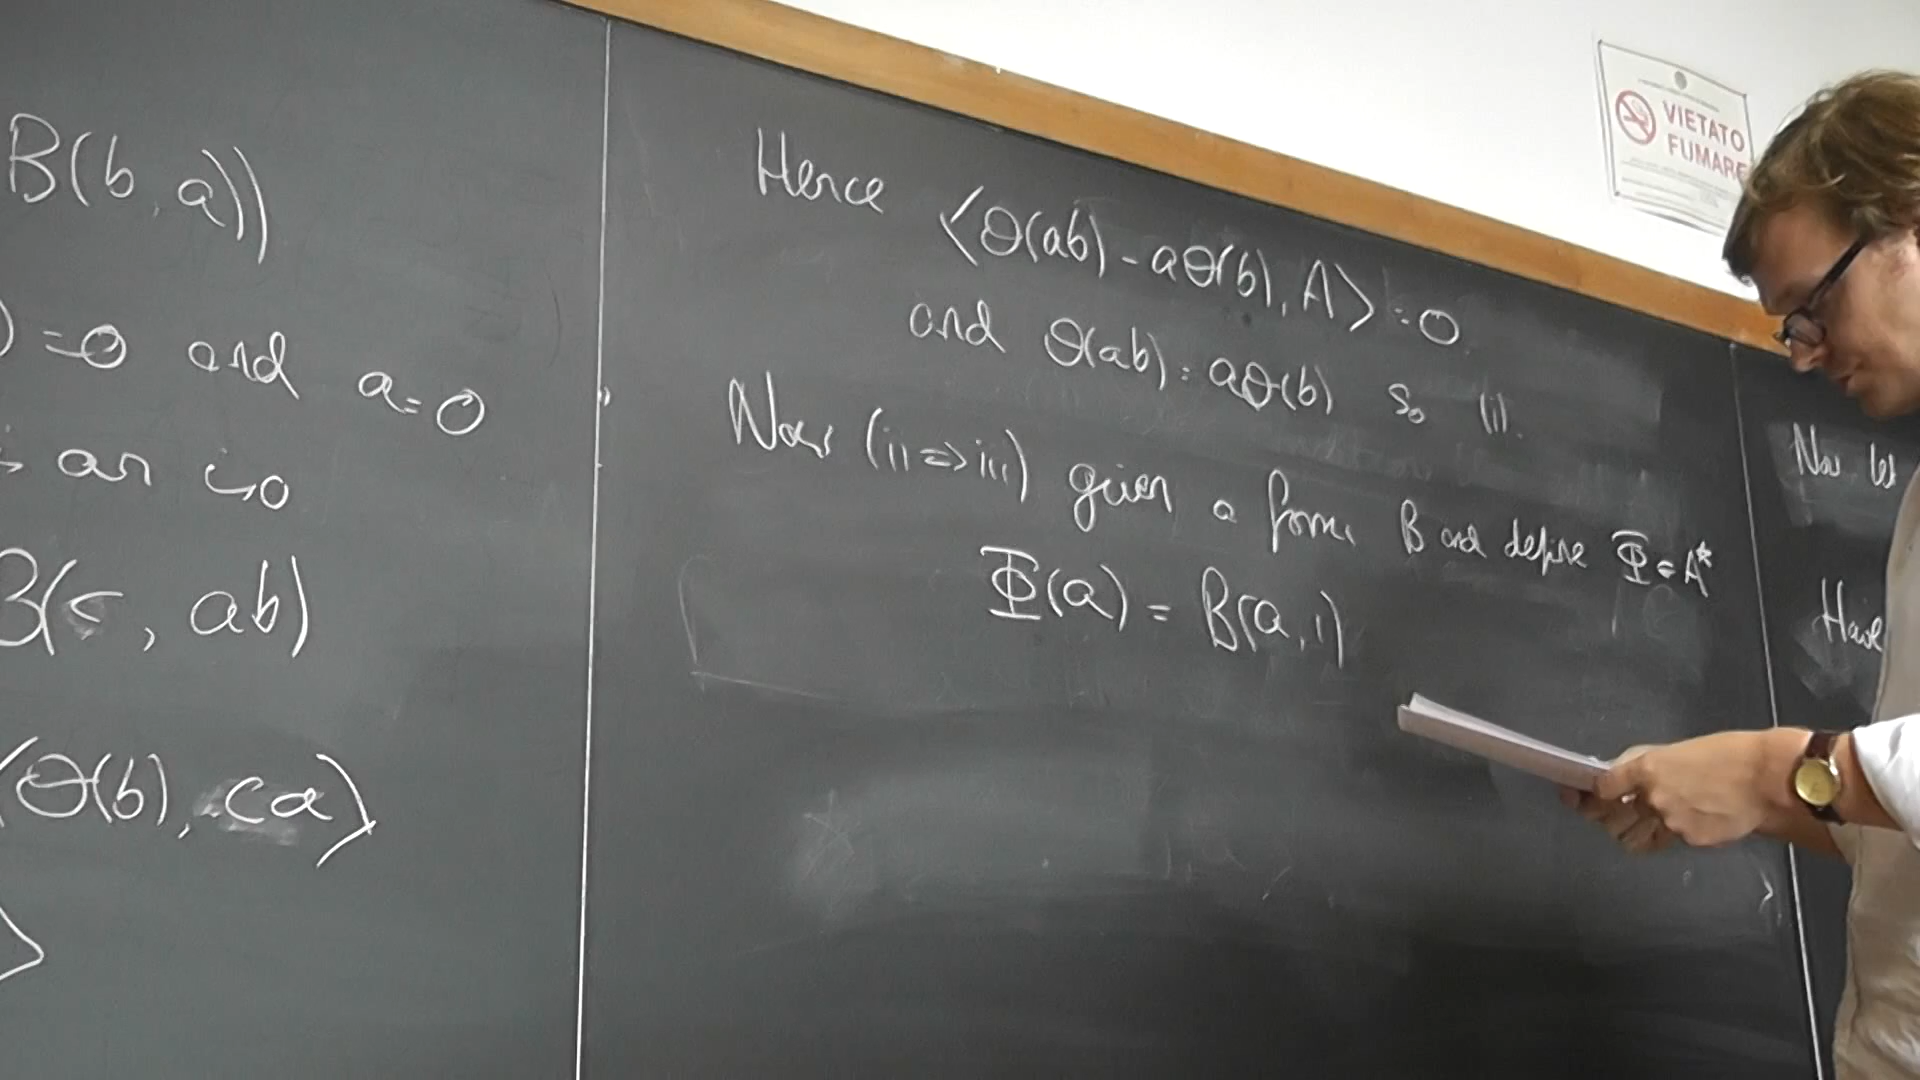 B(b, a))
) = 0 and a = 0
an iso
B(c, ab)
⟨Θ(b), ca⟩
⟩
Hence ⟨Θ(ab) - aΘ(b), A⟩ = 0
and Θ(ab) = aΘ(b) so (i).
Now (ii => iii) given a form B and define Φ ∈ A*
Φ(a) = B(a, 1)
Now let
Have
VIETATO
FUMARE